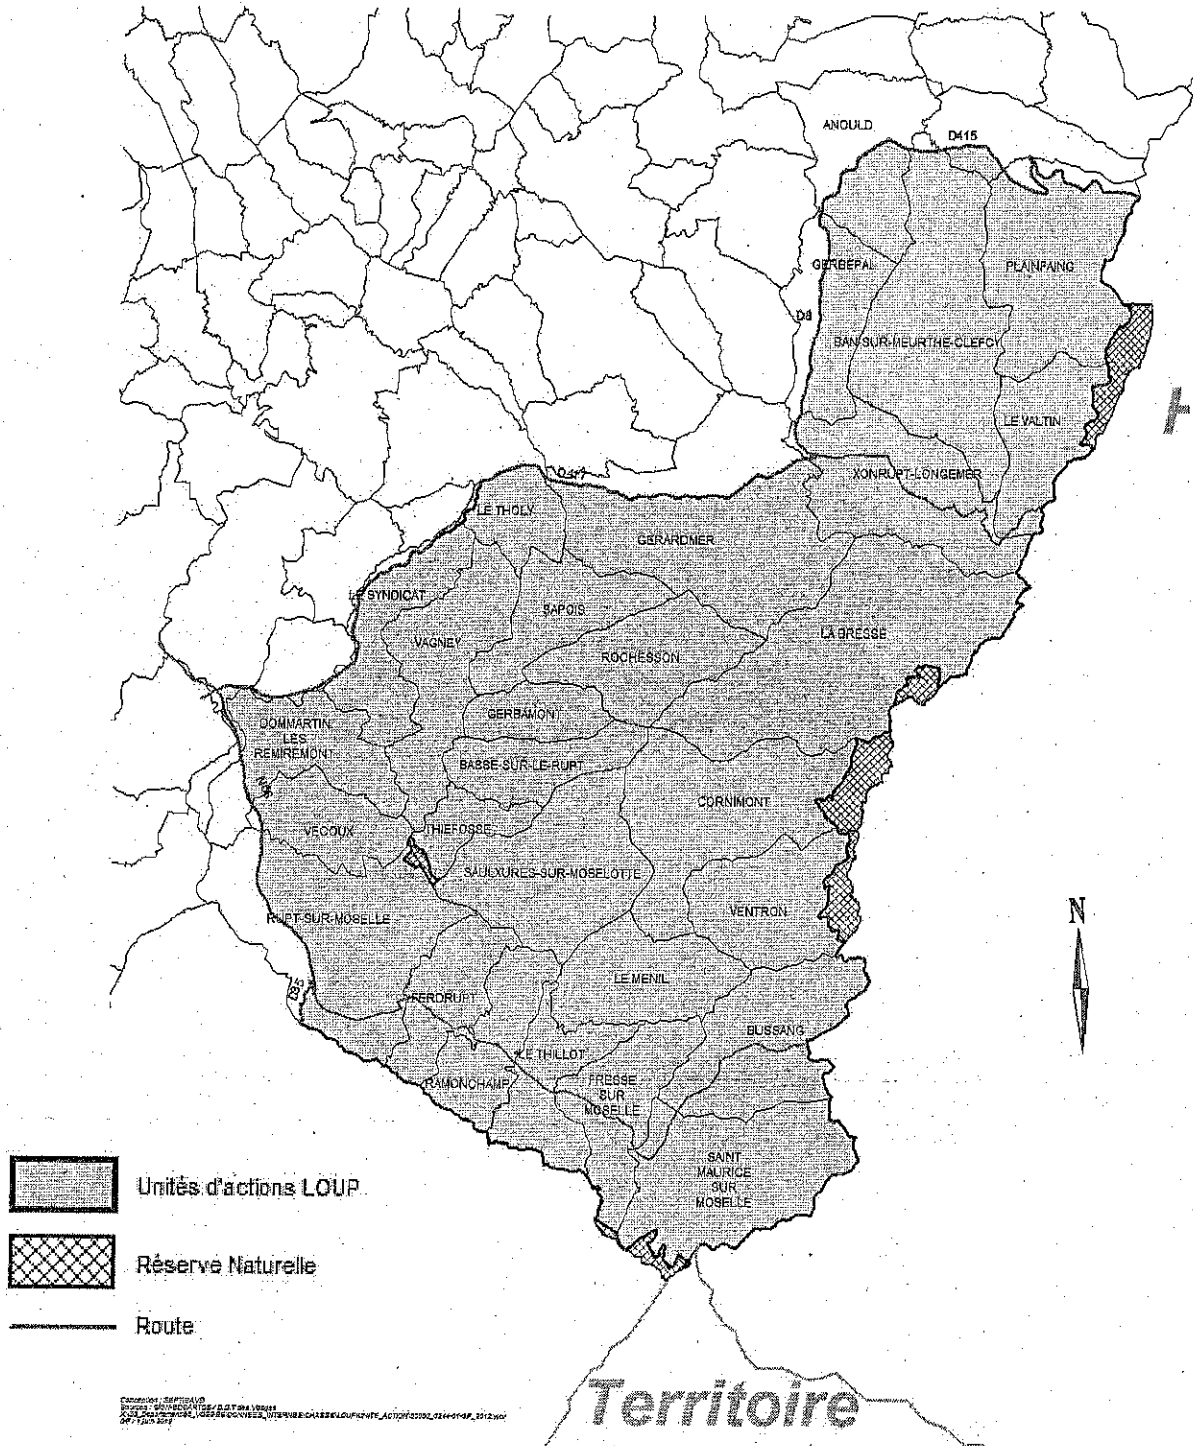 ANOULD
D415
GERBEPAL
PLAINFAING
D8
BAN-SUR-MEURTHE-CLEFCY
LE VALTIN
H
XONRUPT-LONGEMER
LE THOLY
GERARDMER
LE SYNDICAT
SAPOIS
VAGNEY
LA BRESSE
ROCHESSON
GERBAMONT
DOMMARTIN
LES
REMIREMONT
BASSE-SUR-LE-RUPT
CORNIMONT
VECOUX
THIEFOSSE
SAULXURES-SUR-MOSELOTTE
VENTRON
RUPT-SUR-MOSELLE
N
LE MENIL
FERDRUPT
BUSSANG
LE THILLOT
RAMONCHAMP
FRESSE
SUR
MOSELLE
SAINT
MAURICE
SUR
MOSELLE
Unités d'actions LOUP
Réserve Naturelle
Route
Territoire